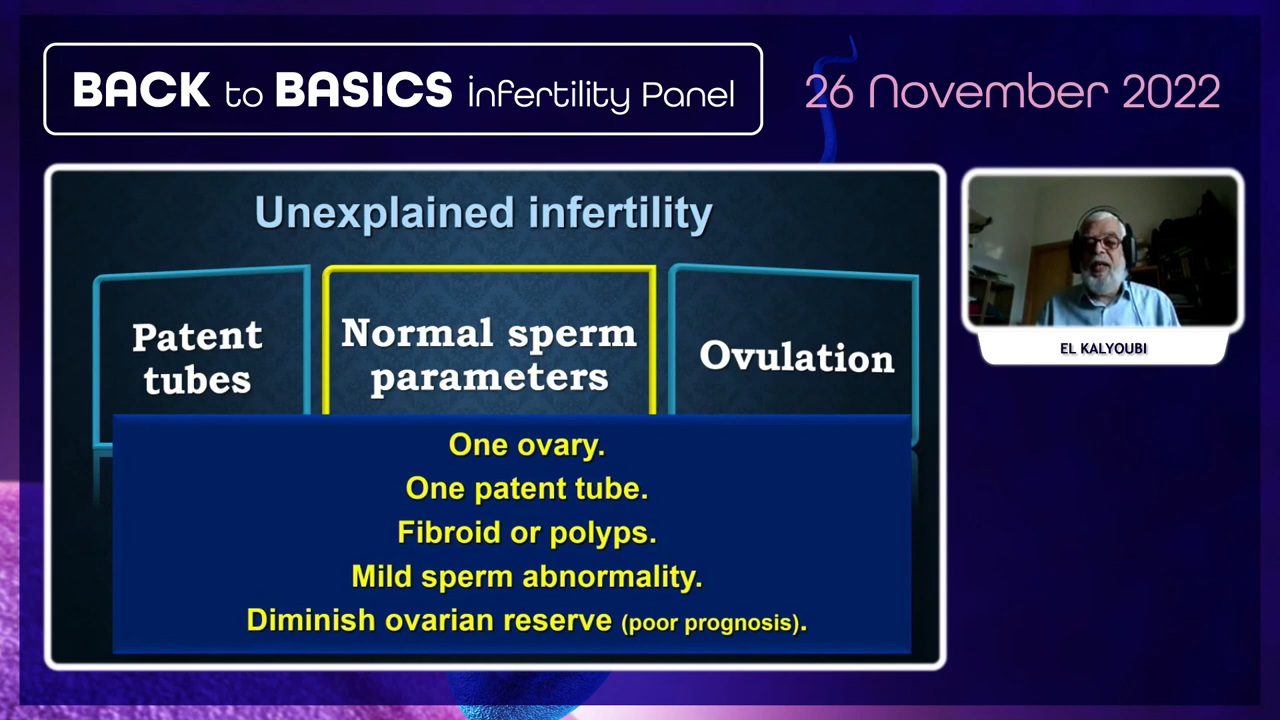 BACK to BASICS infertility Panel
26 November 2022
Unexplained infertility
Patent
tubes
Normal sperm
parameters
Ovulation
One ovary.
One patent tube.
Fibroid or polyps.
Mild sperm abnormality.
Diminish ovarian reserve (poor prognosis).
EL KALYOUBI